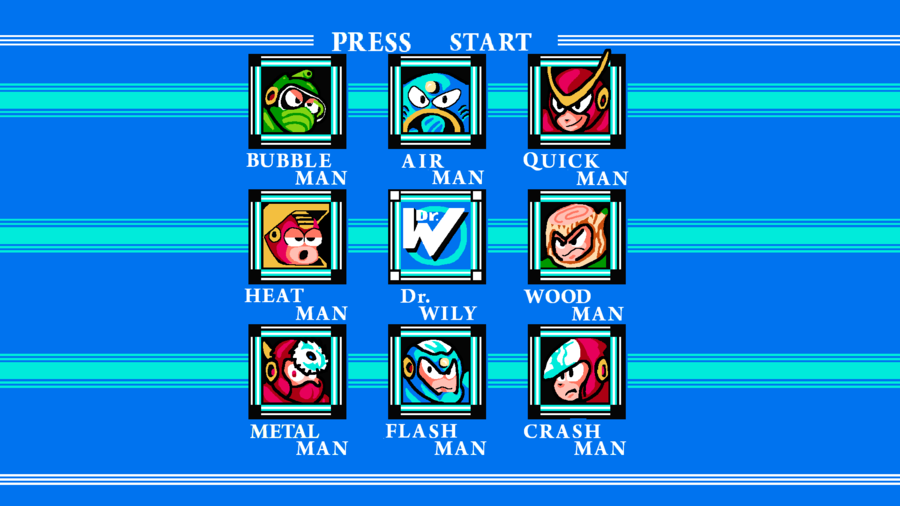 PRESS START
BUBBLE MAN
AIR MAN
QUICK MAN
HEAT MAN
Dr. W
Dr. WILY
WOOD MAN
METAL MAN
FLASH MAN
CRASH MAN